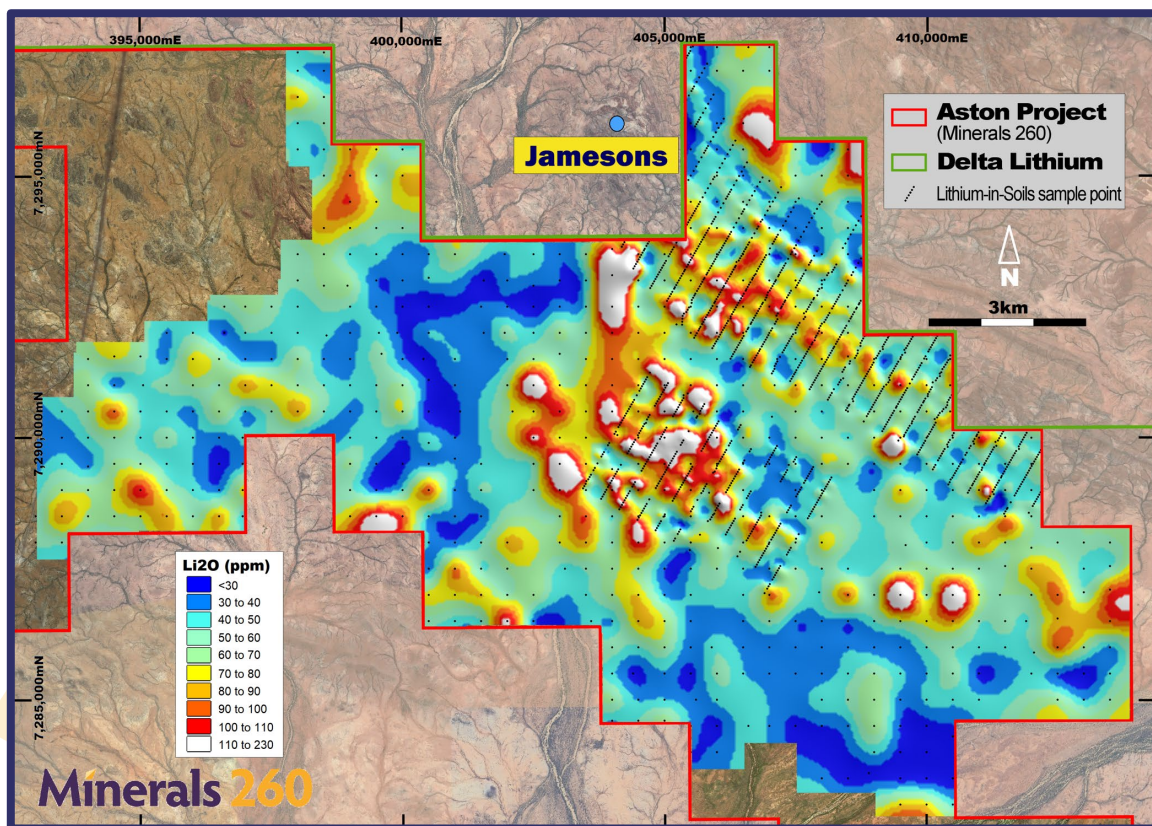 395,000mE
400,000mE
405,000mE
410,000mE
7,295,000mN
7,290,000mN
7,285,000mN
Jamesons
Aston Project
(Minerals 260)
Delta Lithium
Lithium-in-Soils sample point
N
3km
Li2O (ppm)
<30
30 to 40
40 to 50
50 to 60
60 to 70
70 to 80
80 to 90
90 to 100
100 to 110
110 to 230
Minerals 260